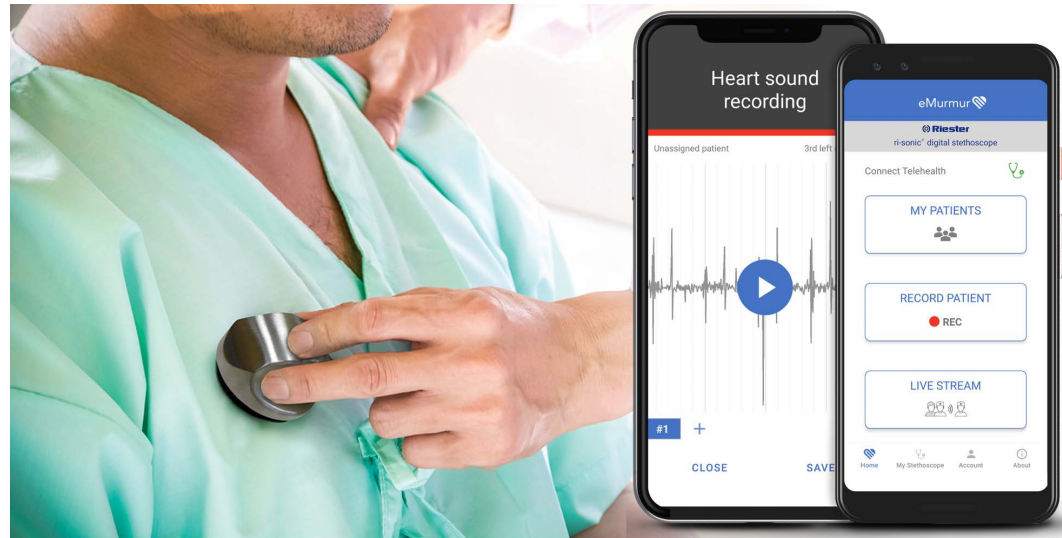 Heart sound
recording
Unassigned patient
3rd left
#1 +
CLOSE
SAVE
eMurmur
Riester
ri-sonic® digital stethoscope
Connect Telehealth
MY PATIENTS
RECORD PATIENT
REC
LIVE STREAM
Home
My Stethoscope
Account
About